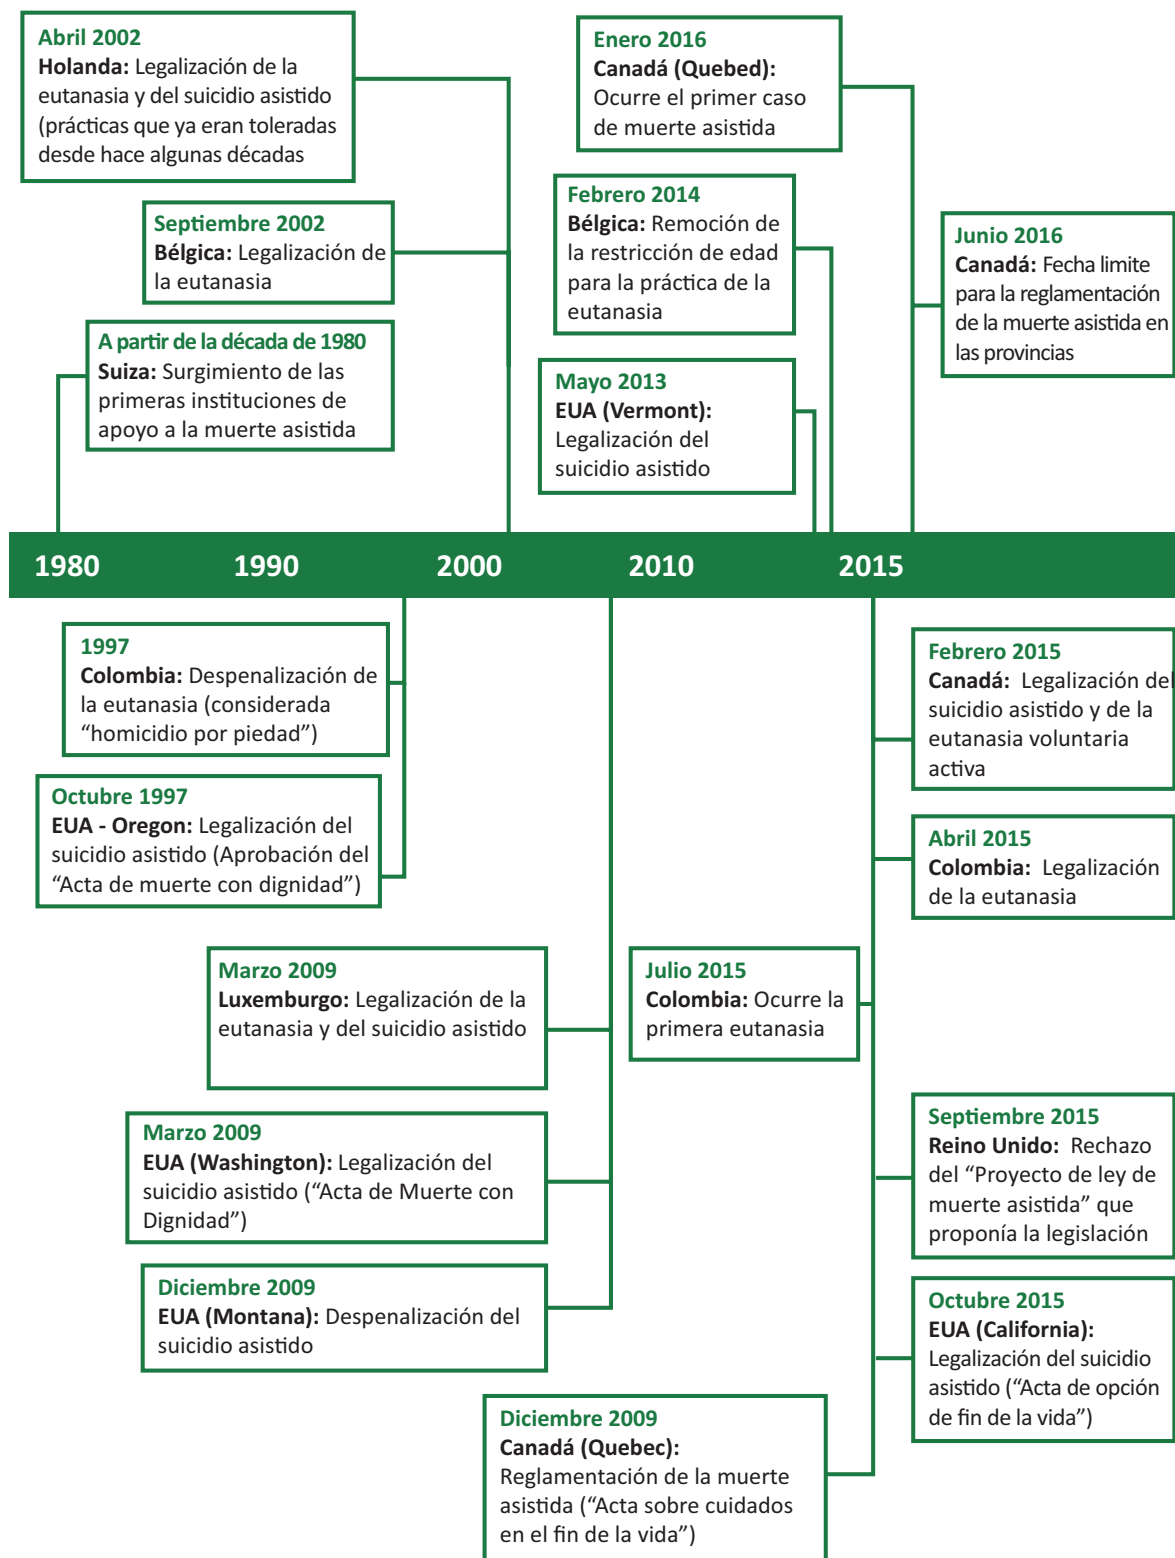 Abril 2002
Holanda: Legalización de la
eutanasia y del suicidio asistido
(prácticas que ya eran toleradas
desde hace algunas décadas
Septiembre 2002
Bélgica: Legalización de
la eutanasia
A partir de la década de 1980
Suiza: Surgimiento de las
primeras instituciones de
apoyo a la muerte asistida
Enero 2016
Canadá (Quebed):
Ocurre el primer caso
de muerte asistida
Febrero 2014
Bélgica: Remoción de
la restricción de edad
para la práctica de la
eutanasia
Mayo 2013
EUA (Vermont):
Legalización del
suicidio asistido
Junio 2016
Canadá: Fecha limite
para la reglamentación
de la muerte asistida en
las provincias
1980 1990 2000 2010 2015
1997
Colombia: Despenalización de
la eutanasia (considerada
“homicidio por piedad”)
Octubre 1997
EUA - Oregon: Legalización del
suicidio asistido (Aprobación del
“Acta de muerte con dignidad”)
Marzo 2009
Luxemburgo: Legalización de la
eutanasia y del suicidio asistido
Marzo 2009
EUA (Washington): Legalización del
suicidio asistido (“Acta de Muerte con
Dignidad”)
Diciembre 2009
EUA (Montana): Despenalización del
suicidio asistido
Diciembre 2009
Canadá (Quebec):
Reglamentación de la muerte
asistida (“Acta sobre cuidados
en el fin de la vida”)
Julio 2015
Colombia: Ocurre la
primera eutanasia
Febrero 2015
Canadá: Legalización del
suicidio asistido y de la
eutanasia voluntaria
activa
Abril 2015
Colombia: Legalización
de la eutanasia
Septiembre 2015
Reino Unido: Rechazo
del “Proyecto de ley de
muerte asistida” que
proponía la legislación
Octubre 2015
EUA (California):
Legalización del suicidio
asistido (“Acta de opción
de fin de la vida”)